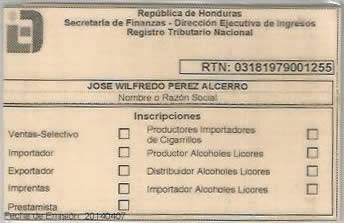 República de Honduras
Secretaria de Finanzas - Dirección Ejecutiva de Ingresos
Registro Tributario Nacional
RTN: 03181979001255
JOSE WILFREDO PEREZ ALCERRO
Nombre o Razón Social
Inscripciones
Ventas-Selectivo
Productores Importadores de Cigarrillos
Importador
Productor Alcoholes Licores
Exportador
Distribuidor Alcoholes Licores
Imprentas
Importador Alcoholes Licores
Prestamista
Fecha de Emisión: 20140407